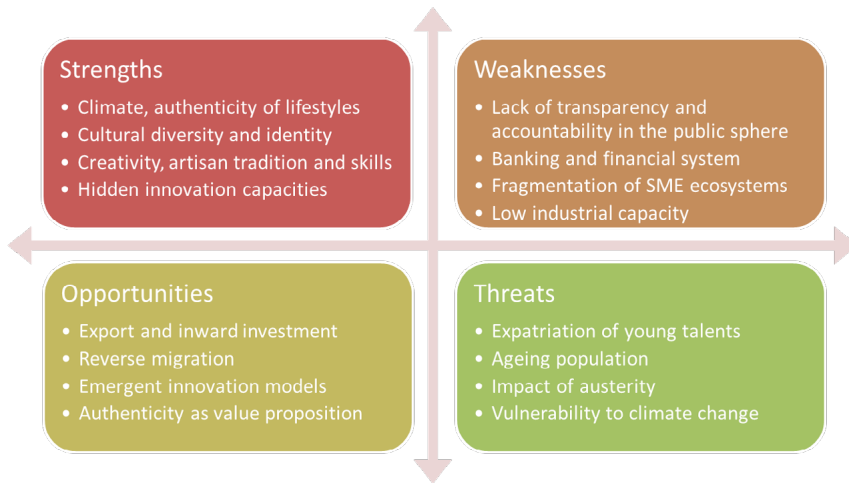 Strengths
• Climate, authenticity of lifestyles
• Cultural diversity and identity
• Creativity, artisan tradition and skills
• Hidden innovation capacities
Weaknesses
• Lack of transparency and
accountability in the public sphere
• Banking and financial system
• Fragmentation of SME ecosystems
• Low industrial capacity
Opportunities
• Export and inward investment
• Reverse migration
• Emergent innovation models
• Authenticity as value proposition
Threats
• Expatriation of young talents
• Ageing population
• Impact of austerity
• Vulnerability to climate change